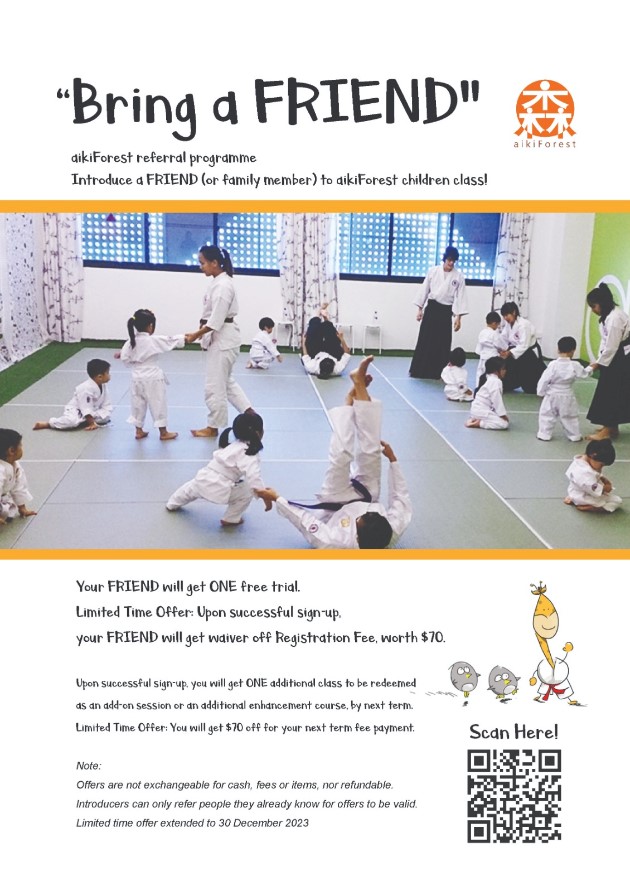 “Bring a FRIEND"
aikiForest
aikiForest referral programme
Introduce a FRIEND (or family member) to aikiForest children class!
Your FRIEND will get ONE free trial.
Limited Time Offer: Upon successful sign-up,
your FRIEND will get waiver off Registration Fee, worth $70.
Upon successful sign-up, you will get ONE additional class to be redeemed
as an add-on session or an additional enhancement course, by next term.
Limited Time Offer: You will get $70 off for your next term fee payment.
Scan Here!
Note:
Offers are not exchangeable for cash, fees or items, nor refundable.
Introducers can only refer people they already know for offers to be valid.
Limited time offer extended to 30 December 2023